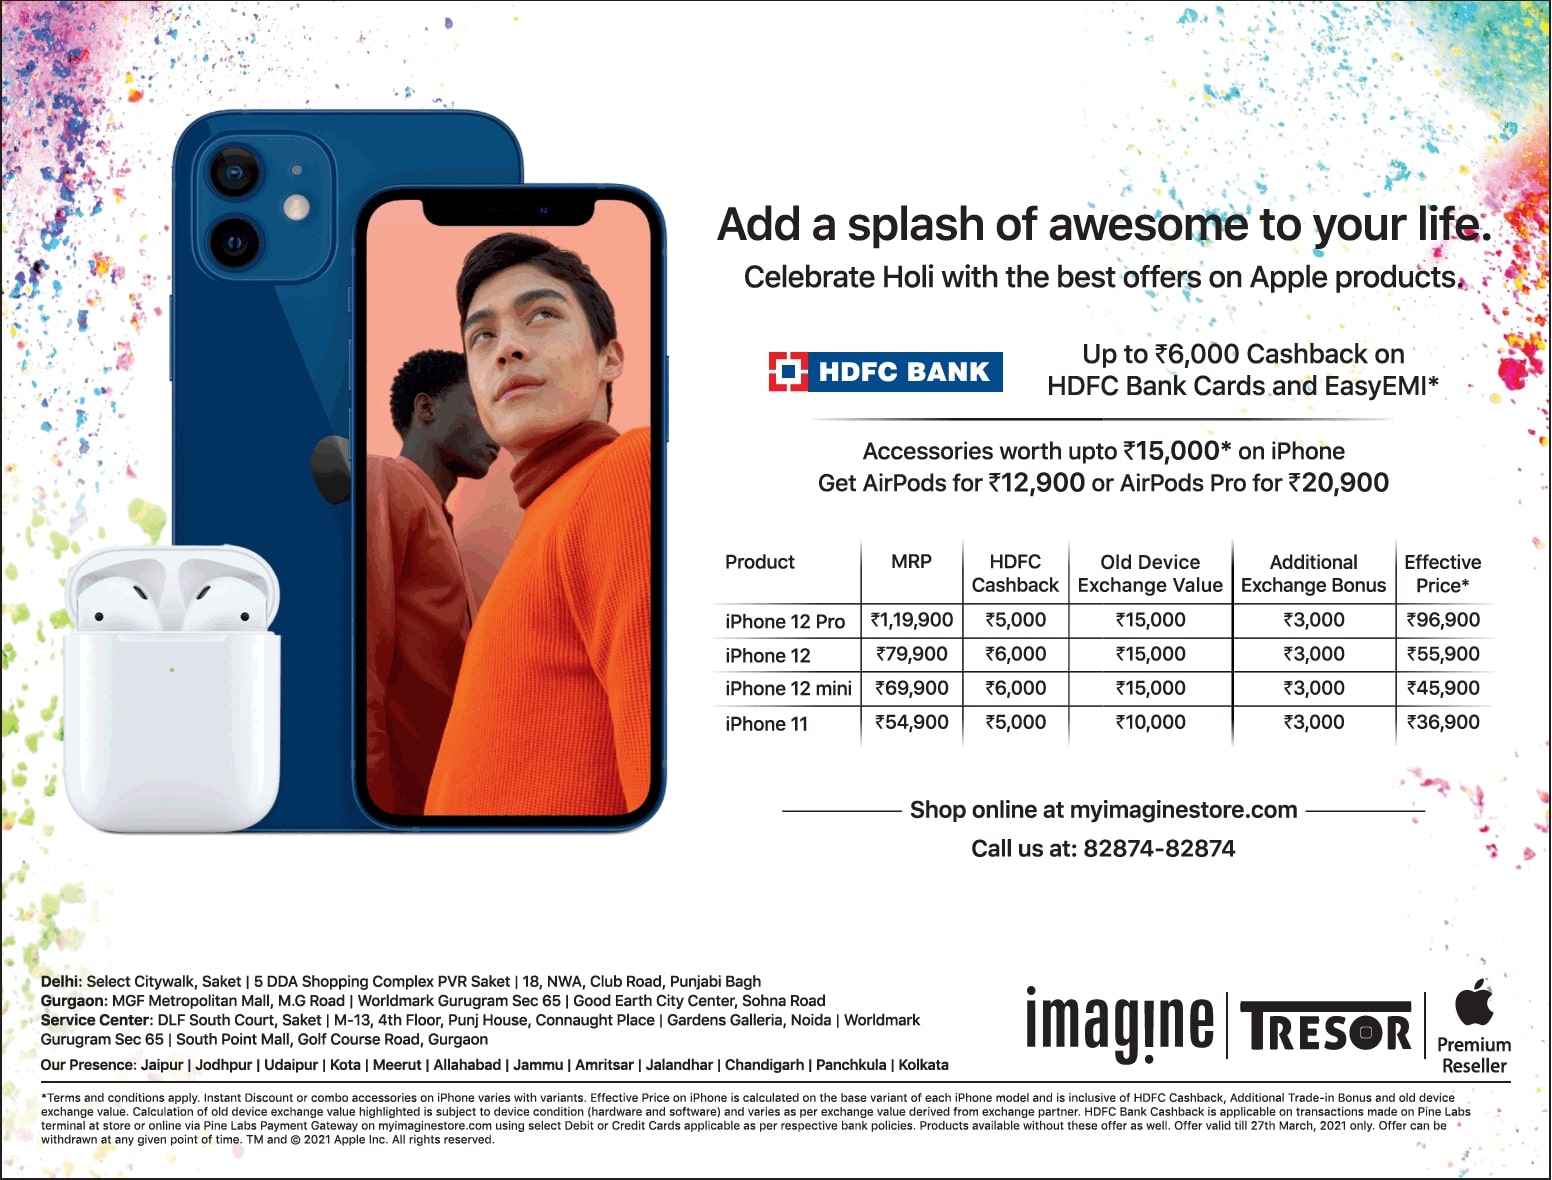 Add a splash of awesome to your life.
Celebrate Holi with the best offers on Apple products.
HDFC BANK
Up to ₹6,000 Cashback on
HDFC Bank Cards and EasyEMI*
Accessories worth upto ₹15,000* on iPhone
Get AirPods for ₹12,900 or AirPods Pro for ₹20,900
Product MRP HDFC Cashback Old Device Exchange Value Additional Exchange Bonus Effective Price*
iPhone 12 Pro ₹1,19,900 ₹5,000 ₹15,000 ₹3,000 ₹96,900
iPhone 12 ₹79,900 ₹6,000 ₹15,000 ₹3,000 ₹55,900
iPhone 12 mini ₹69,900 ₹6,000 ₹15,000 ₹3,000 ₹45,900
iPhone 11 ₹54,900 ₹5,000 ₹10,000 ₹3,000 ₹36,900
Shop online at myimaginestore.com
Call us at: 82874-82874
Delhi: Select Citywalk, Saket | 5 DDA Shopping Complex PVR Saket | 18, NWA, Club Road, Punjabi Bagh
Gurgaon: MGF Metropolitan Mall, M.G Road | Worldmark Gurugram Sec 65 | Good Earth City Center, Sohna Road
Service Center: DLF South Court, Saket | M-13, 4th Floor, Punj House, Connaught Place | Gardens Galleria, Noida | Worldmark
Gurugram Sec 65 | South Point Mall, Golf Course Road, Gurgaon
Our Presence: Jaipur | Jodhpur | Udaipur | Kota | Meerut | Allahabad | Jammu | Amritsar | Jalandhar | Chandigarh | Panchkula | Kolkata
imagine
TRESOR
Premium
Reseller
*Terms and conditions apply. Instant Discount or combo accessories on iPhone varies with variants. Effective Price on iPhone is calculated on the base variant of each iPhone model and is inclusive of HDFC Cashback, Additional Trade-in Bonus and old device
exchange value. Calculation of old device exchange value highlighted is subject to device condition (hardware and software) and varies as per exchange value derived from exchange partner. HDFC Bank Cashback is applicable on transactions made on Pine Labs
terminal at store or online via Pine Labs Payment Gateway on myimaginestore.com using select Debit or Credit Cards applicable as per respective bank policies. Products available without these offer as well. Offer valid till 27th March, 2021 only. Offer can be
withdrawn at any given point of time. TM and © 2021 Apple Inc. All rights reserved.